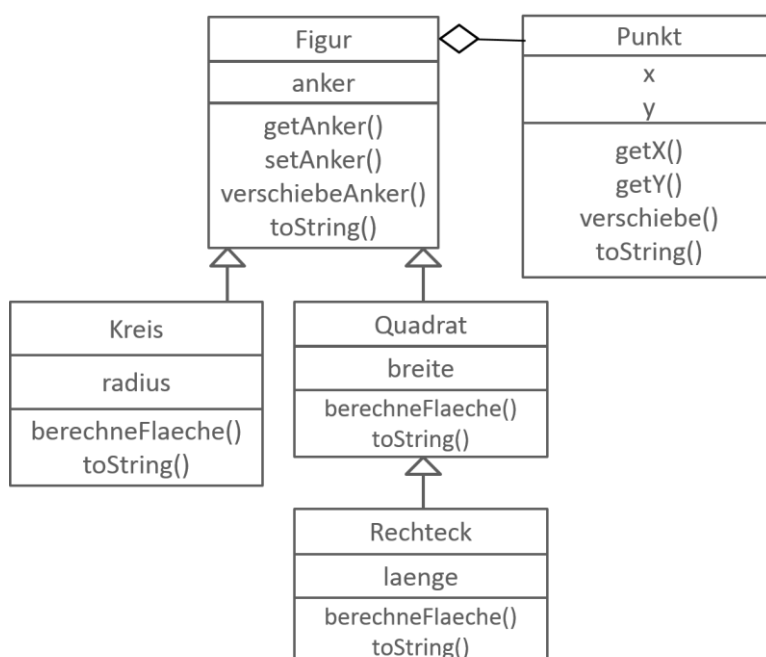 Figur
anker
getAnker()
setAnker()
verschiebeAnker()
toString()
Punkt
x
y
getX()
getY()
verschiebe()
toString()
Kreis
radius
berechneFlaeche()
toString()
Quadrat
breite
berechneFlaeche()
toString()
Rechteck
laenge
berechneFlaeche()
toString()